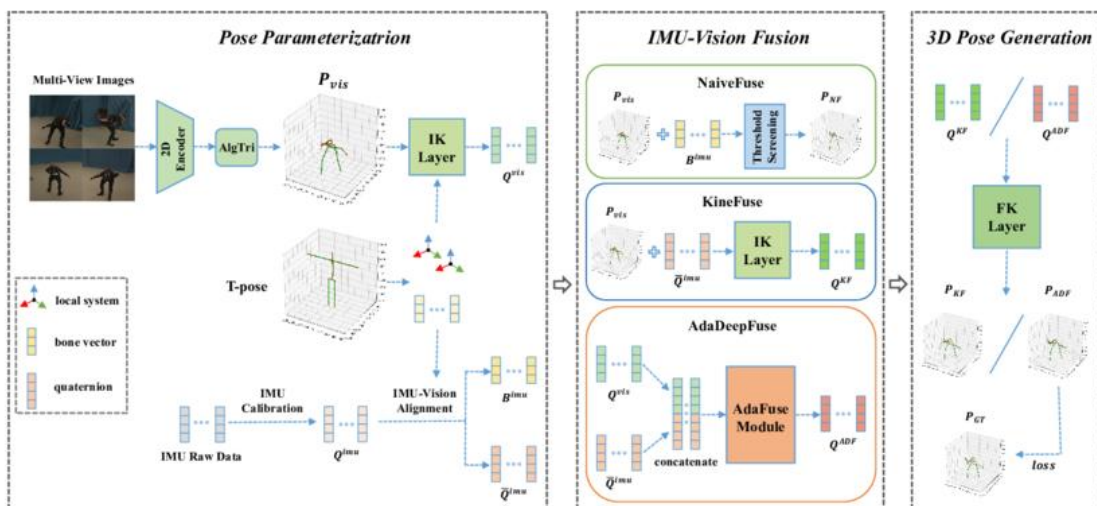 Pose Parameterizatrion
Multi-View Images
2D
Encoder
AlgTri
P_vis
IK
Layer
Q^vis
T-pose
local system
bone vector
quaternion
IMU Raw Data
IMU
Calibration
Q^imu
IMU-Vision
Alignment
B^imu
Q̅^imu
IMU-Vision Fusion
NaiveFuse
P_vis
B^imu
Threshold
Screening
P_NF
KineFuse
P_vis
Q̅^imu
IK
Layer
Q^KF
AdaDeepFuse
Q^vis
Q̅^imu
concatenate
AdaFuse
Module
Q^ADF
3D Pose Generation
Q^KF
Q^ADF
FK
Layer
P_KF
P_ADF
P_GT
loss